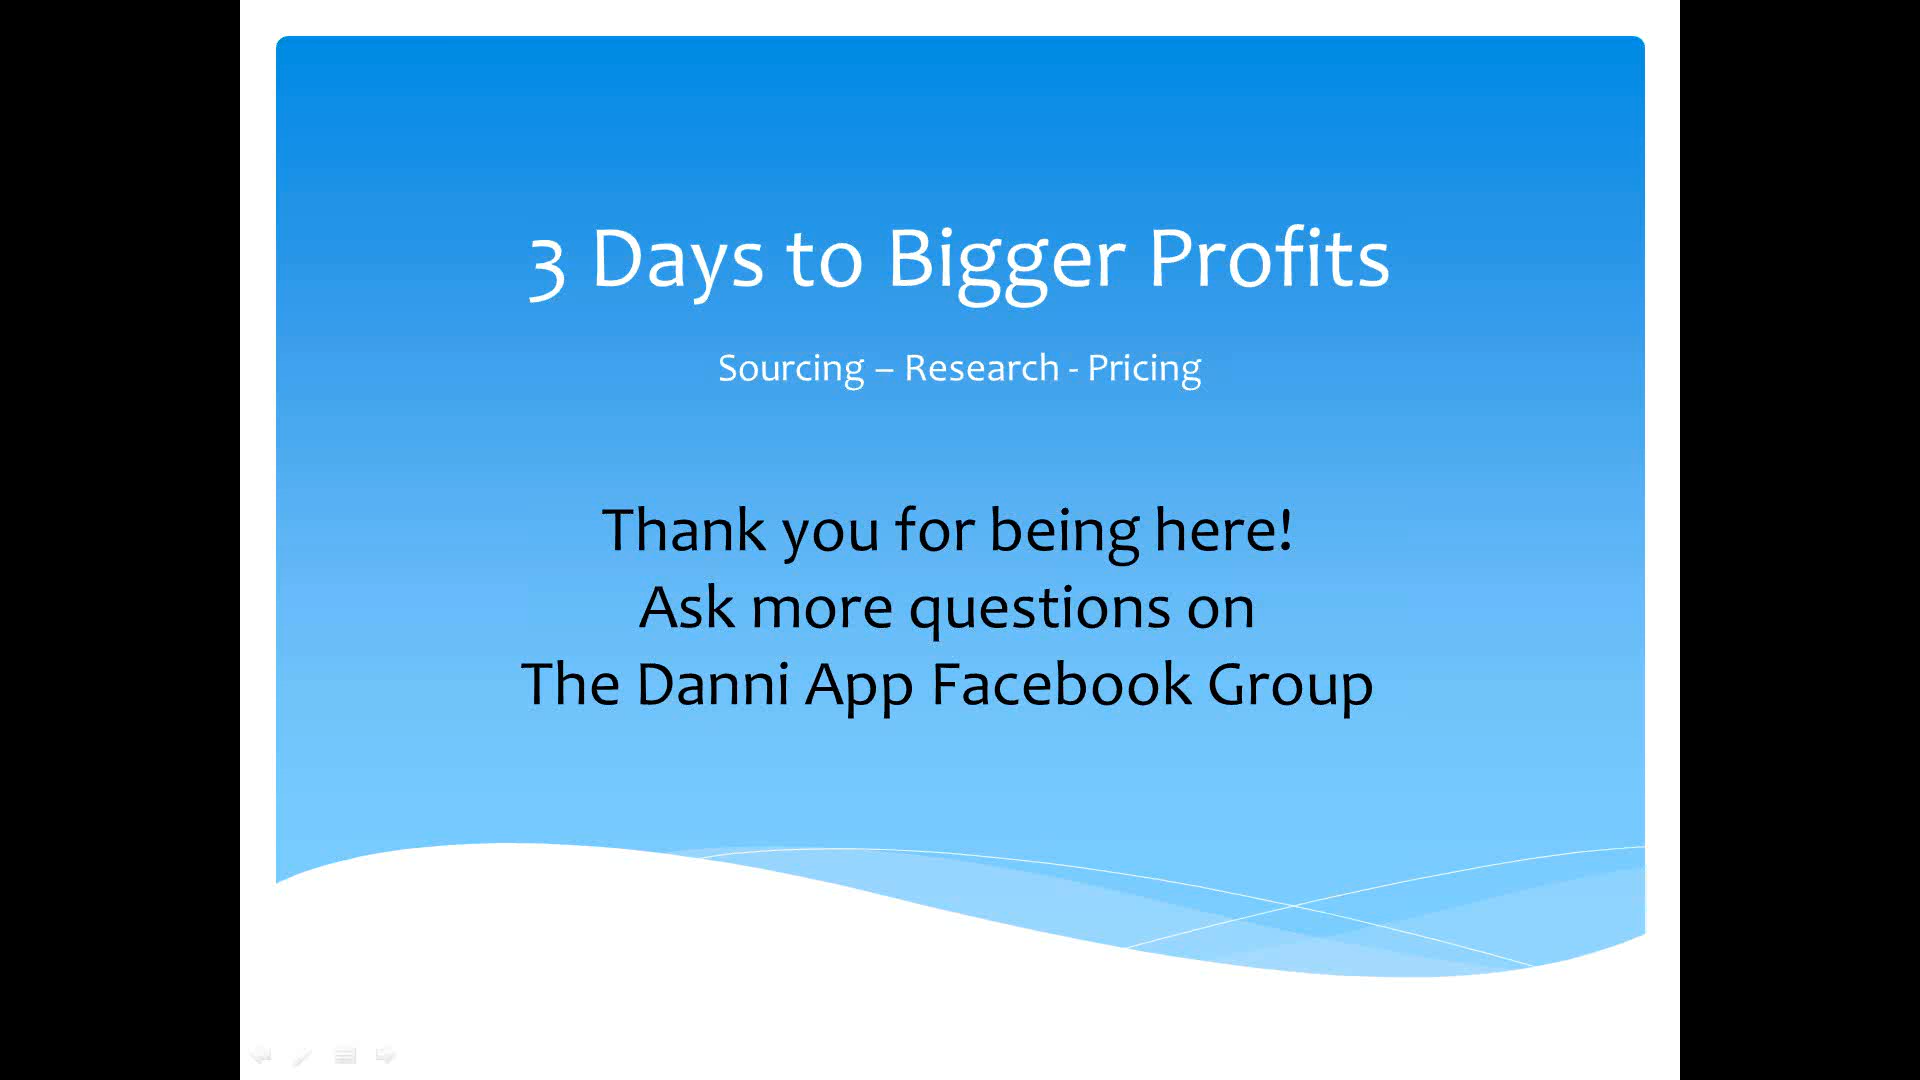 3 Days to Bigger Profits
Sourcing – Research - Pricing
Thank you for being here!
Ask more questions on
The Danni App Facebook Group